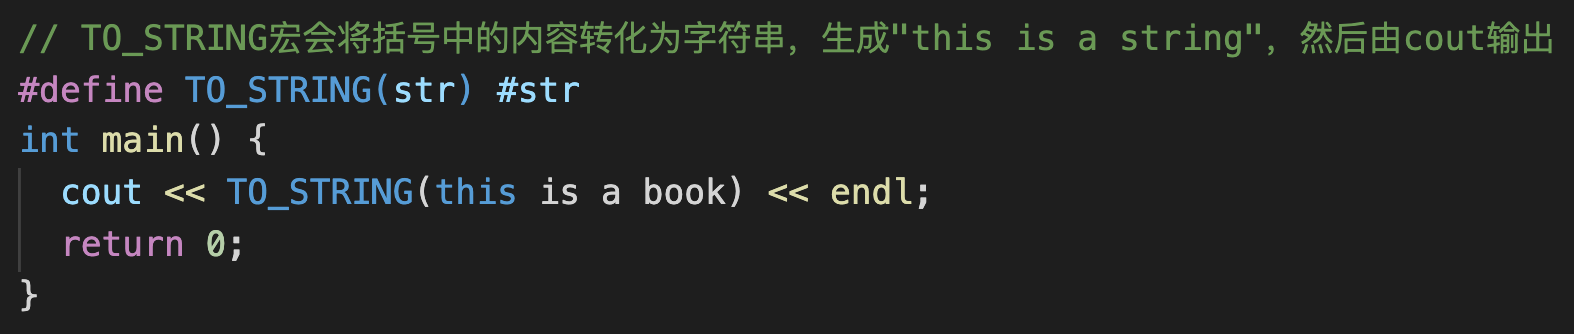 // TO_STRING宏会将括号中的内容转化为字符串，生成"this is a string"，然后由cout输出
#define TO_STRING(str) #str
int main() {
  cout << TO_STRING(this is a book) << endl;
  return 0;
}